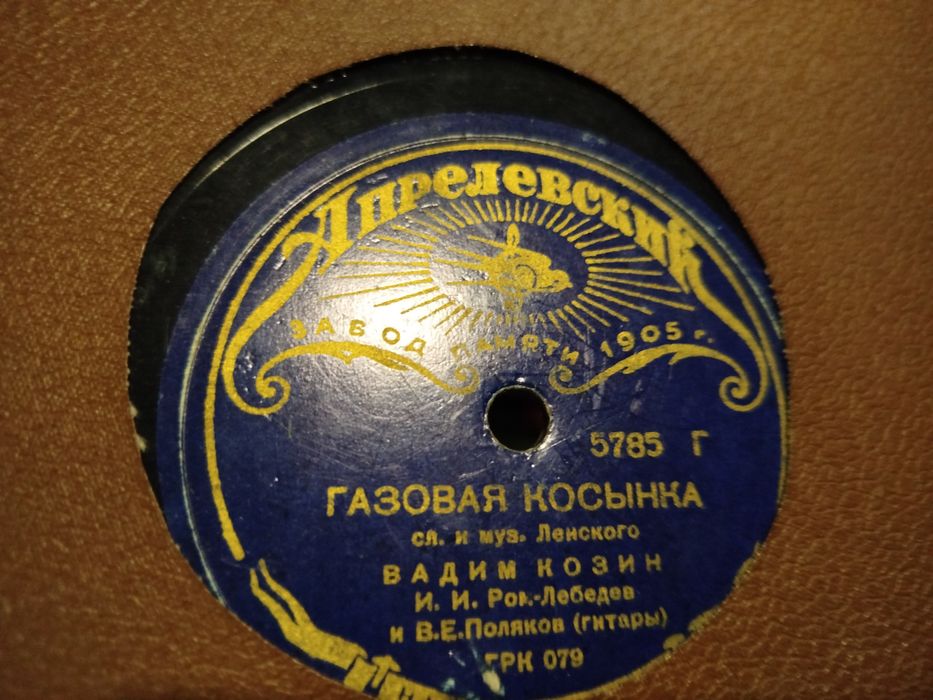 Апрелевский
ЗАВОД ПАМЯТИ 1905 г.
5785 Г
ГАЗОВАЯ КОСЫНКА
сл. и муз. Ленского
ВАДИМ КОЗИН
И. И. Ром.-Лебедев
и В.Е.Поляков (гитары)
ГРК 079